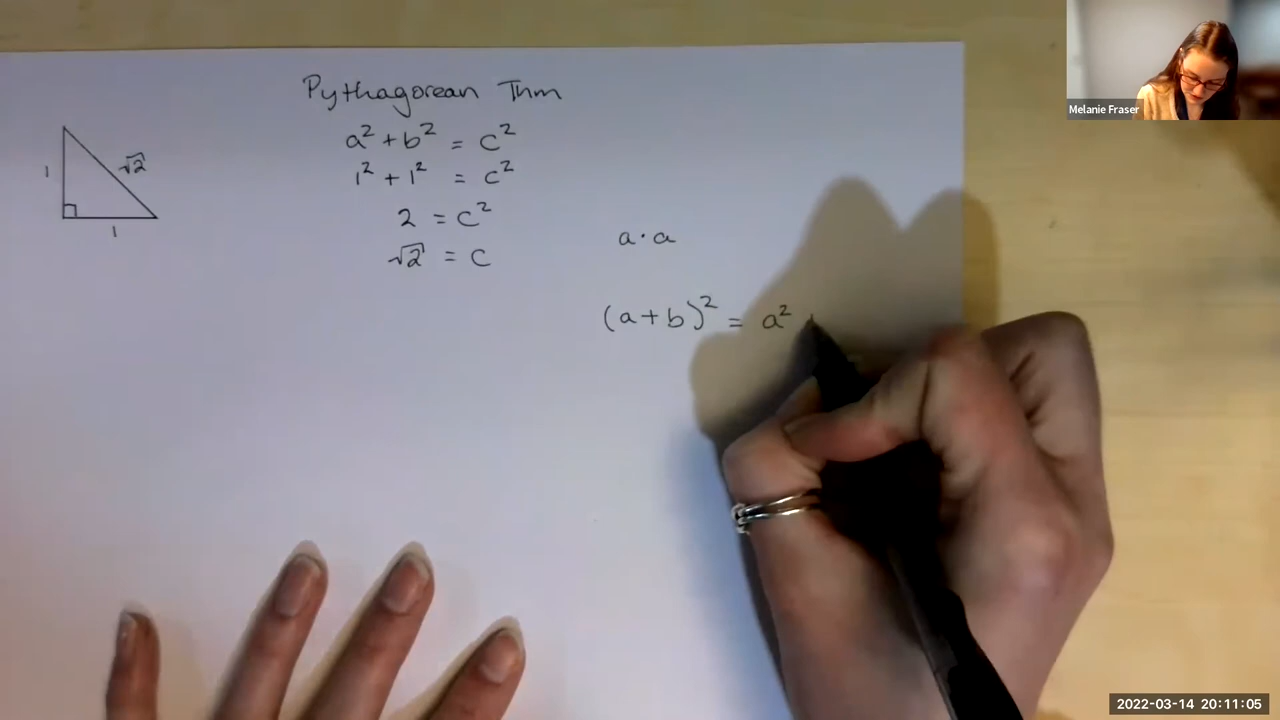 Pythagorean Thm
a² + b² = c²
1² + 1² = c²
2 = c²
√2 = c
1
√2
1
a · a
(a+b)² = a²
Melanie Fraser
2022-03-14 20:11:05